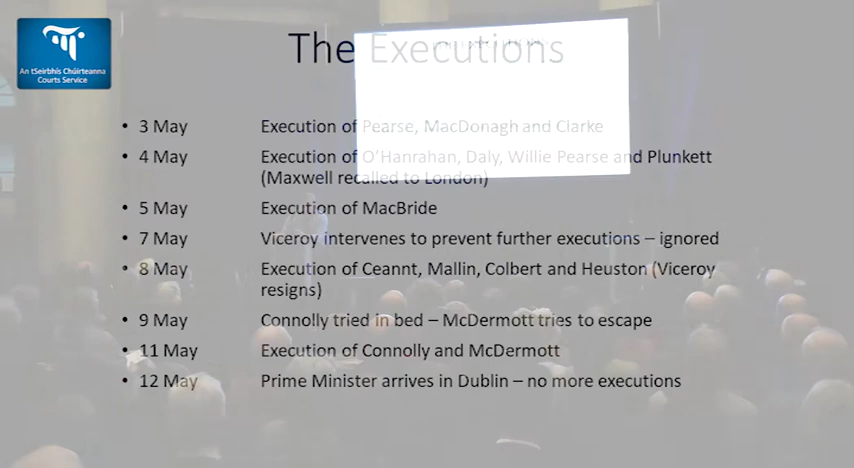 An tSeirbhís Chúirteanna
Courts Service
The Executions
• 3 May Execution of Pearse, MacDonagh and Clarke
• 4 May Execution of O'Hanrahan, Daly, Willie Pearse and Plunkett
(Maxwell recalled to London)
• 5 May Execution of MacBride
• 7 May Viceroy intervenes to prevent further executions – ignored
• 8 May Execution of Ceannt, Mallin, Colbert and Heuston (Viceroy
resigns)
• 9 May Connolly tried in bed – McDermott tries to escape
• 11 May Execution of Connolly and McDermott
• 12 May Prime Minister arrives in Dublin – no more executions